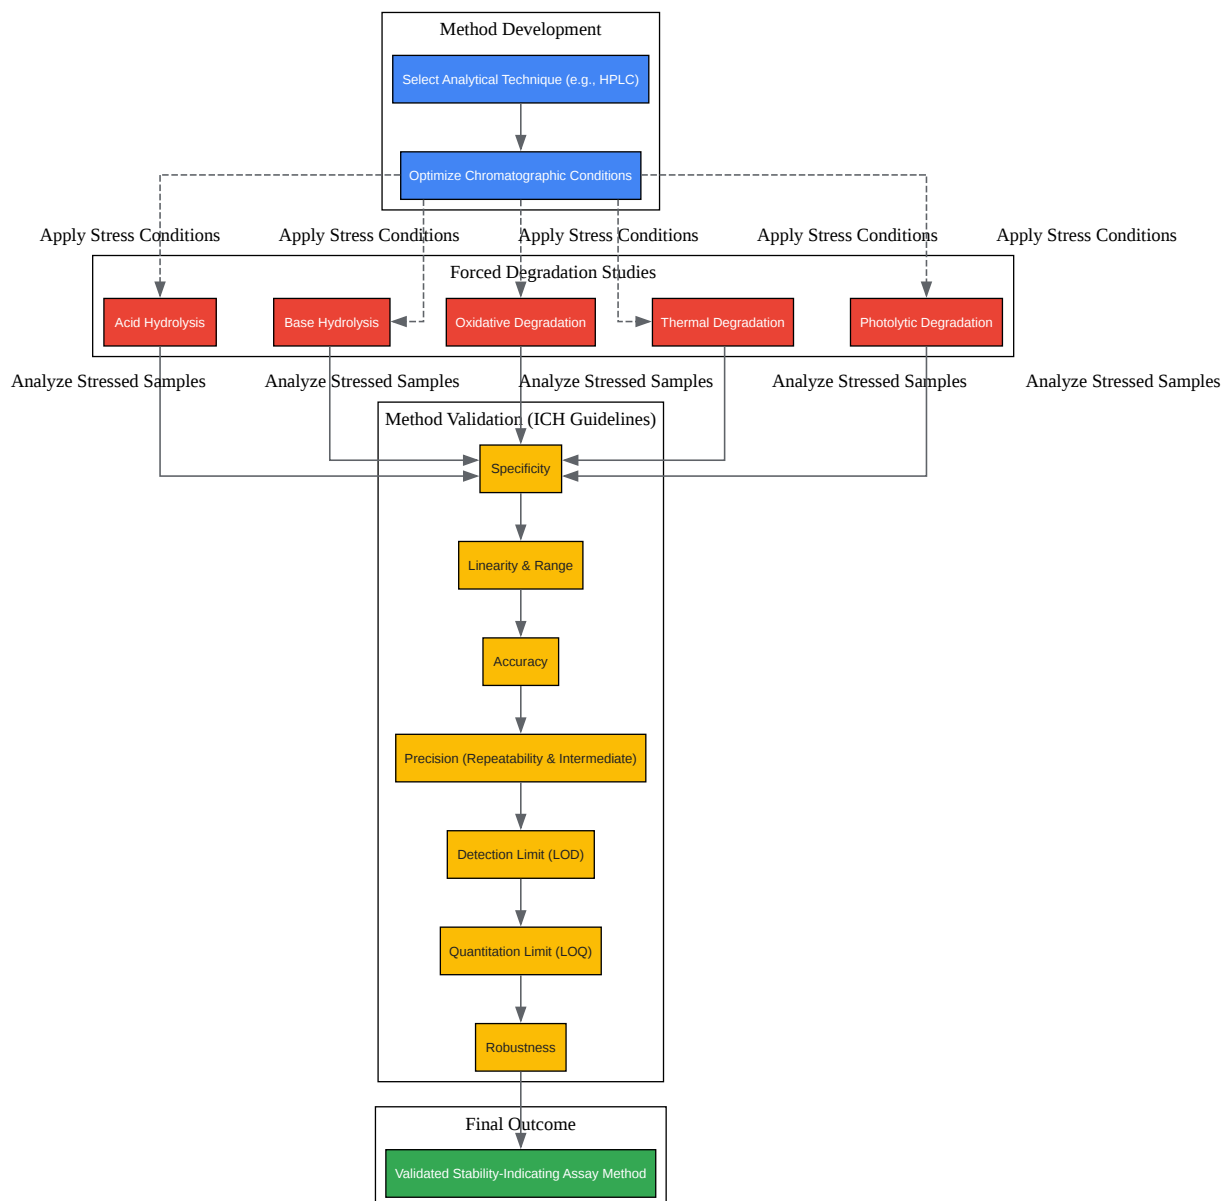 Method Development
Select Analytical Technique (e.g., HPLC)
Optimize Chromatographic Conditions
Apply Stress Conditions
Apply Stress Conditions
Apply Stress Conditions
Apply Stress Conditions
Apply Stress Conditions
Forced Degradation Studies
Acid Hydrolysis
Base Hydrolysis
Oxidative Degradation
Thermal Degradation
Photolytic Degradation
Analyze Stressed Samples
Analyze Stressed Samples
Analyze Stressed Samples
Analyze Stressed Samples
Analyze Stressed Samples
Method Validation (ICH Guidelines)
Specificity
Linearity & Range
Accuracy
Precision (Repeatability & Intermediate)
Detection Limit (LOD)
Quantitation Limit (LOQ)
Robustness
Final Outcome
Validated Stability-Indicating Assay Method